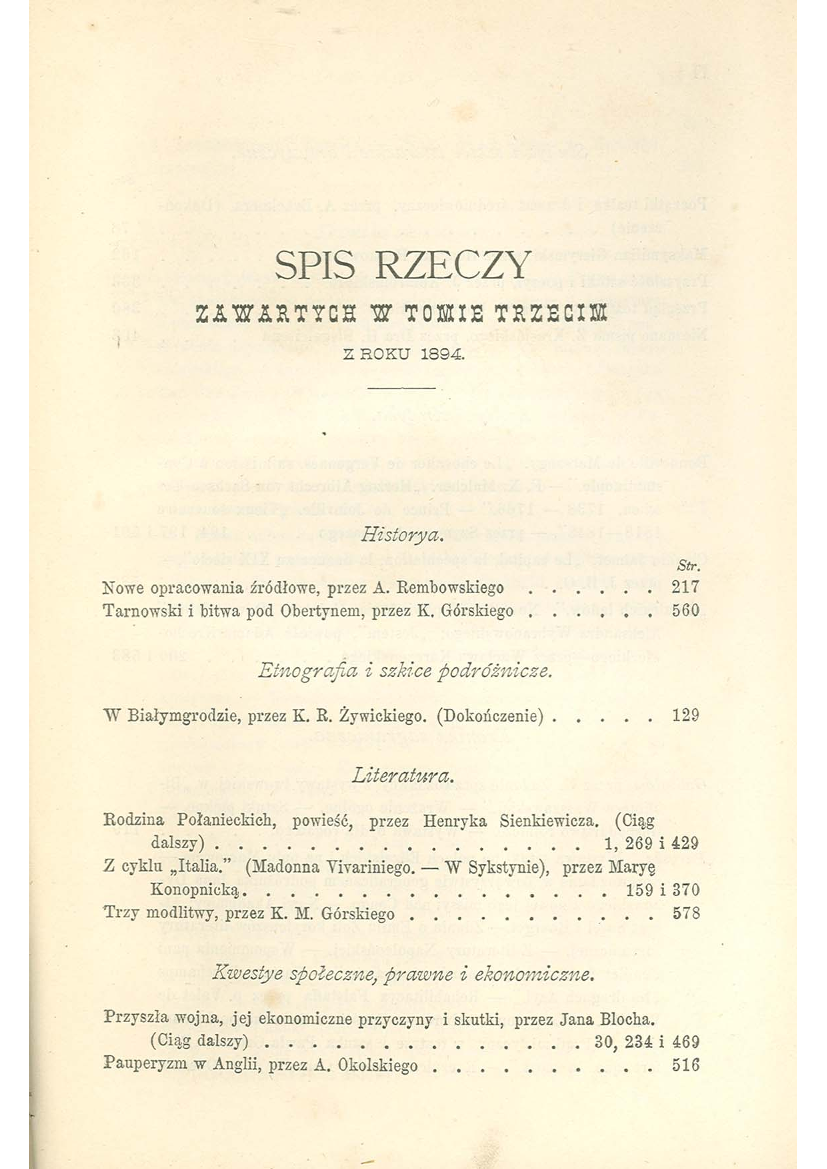 SPIS RZECZY
ZAWARTYCH W TOMIE TRZECIM
Z ROKU 1894.
Historya.
Str.
Nowe opracowania źródłowe, przez A. Rembowskiego . . . . . . 217
Tarnowski i bitwa pod Obertynem, przez K. Górskiego . . . . . . 560
Etnografia i szkice podróżnicze.
W Białymgrodzie, przez K. R. Żywickiego. (Dokończenie) . . . . . 129
Literatura.
Rodzina Połanieckich, powieść, przez Henryka Sienkiewicza. (Ciąg
dalszy) . . . . . . . . . . . . . . . . 1, 269 i 429
Z cyklu „Italia.” (Madonna Vivariniego. — W Sykstynie), przez Maryę
Konopnicką. . . . . . . . . . . . . . . . . 159 i 370
Trzy modlitwy, przez K. M. Górskiego . . . . . . . . . . . 578
Kwestye społeczne, prawne i ekonomiczne.
Przyszła wojna, jej ekonomiczne przyczyny i skutki, przez Jana Blocha.
(Ciąg dalszy) . . . . . . . . . . . . . . 30, 234 i 469
Pauperyzm w Anglii, przez A. Okolskiego . . . . . . . . . . 516